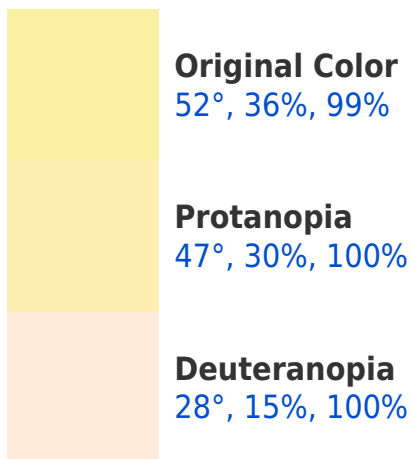 Original Color
52°, 36%, 99%
Protanopia
47°, 30%, 100%
Deuteranopia
28°, 15%, 100%